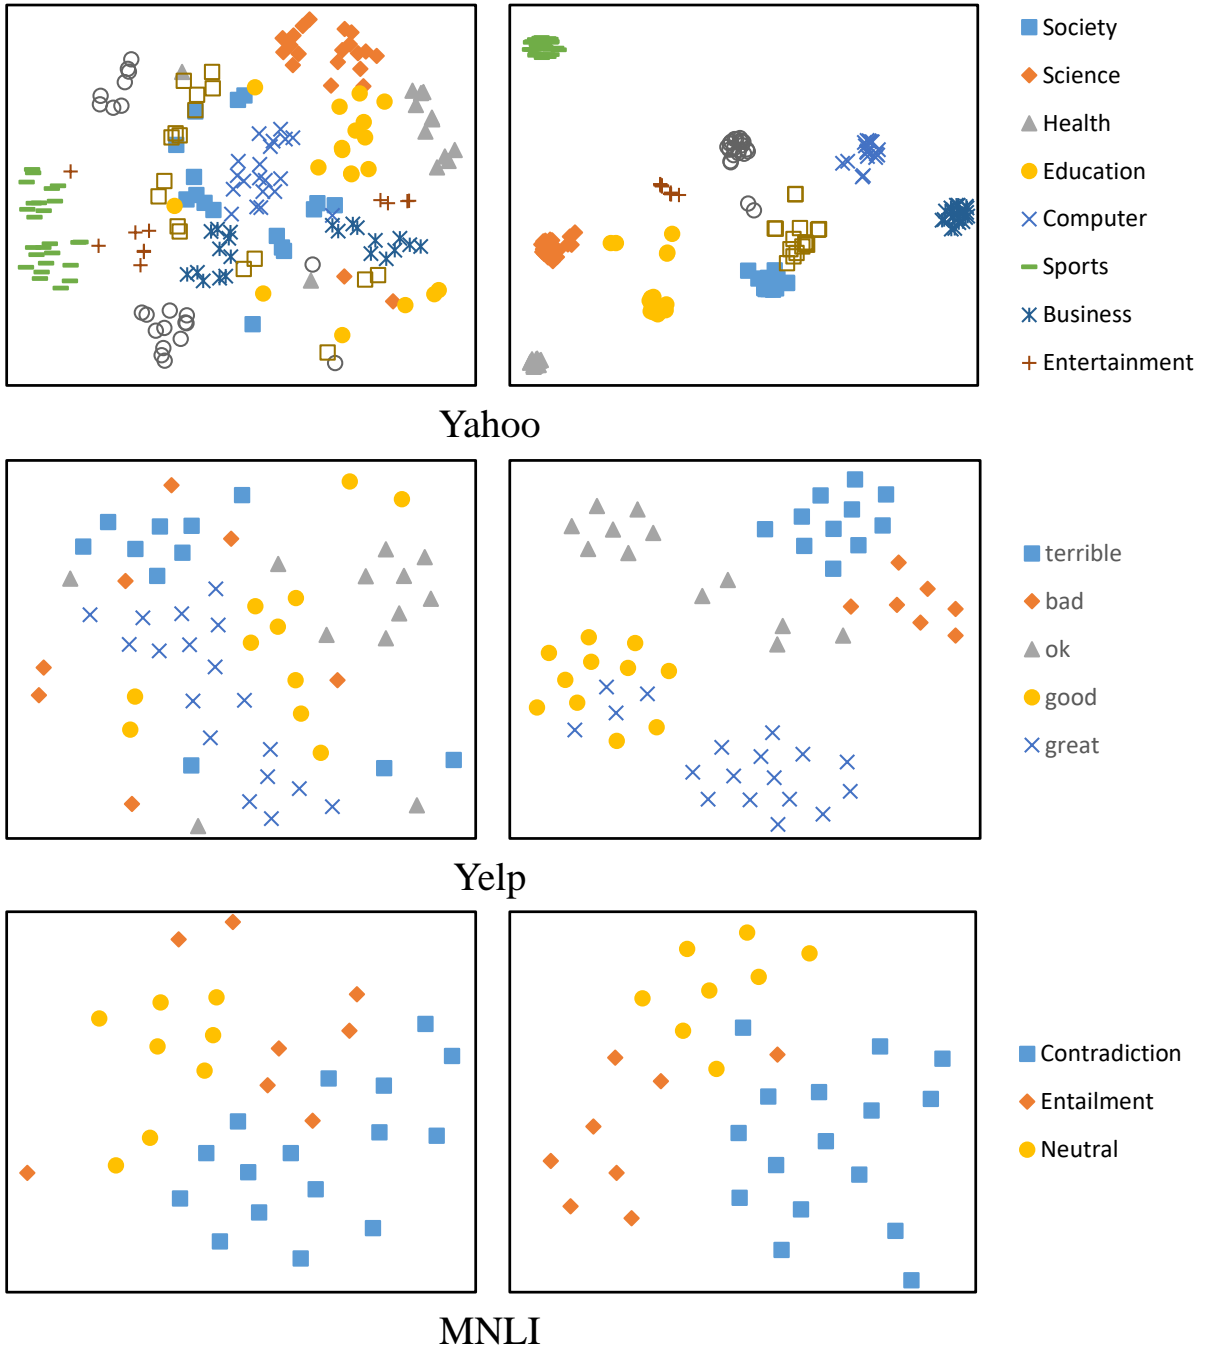 Society
Science
Health
Education
Computer
Sports
Business
Entertainment
Yahoo
terrible
bad
ok
good
great
Yelp
Contradiction
Entailment
Neutral
MNLI